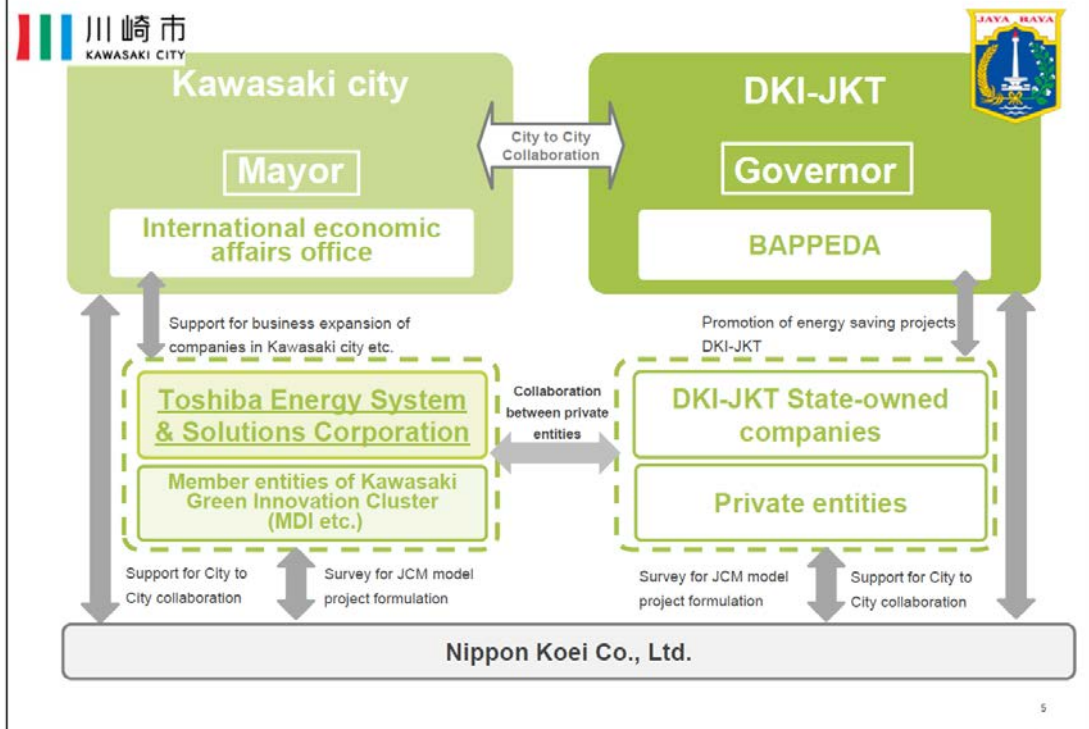 川崎市
KAWASAKI CITY
JAYA RAYA
Kawasaki city
Mayor
International economic
affairs office
City to City
Collaboration
DKI-JKT
Governor
BAPPEDA
Support for business expansion of
companies in Kawasaki city etc.
Promotion of energy saving projects
DKI-JKT
Toshiba Energy System
& Solutions Corporation
Member entities of Kawasaki
Green Innovation Cluster
(MDI etc.)
Collaboration
between private
entities
DKI-JKT State-owned
companies
Private entities
Support for City to
City collaboration
Survey for JCM model
project formulation
Survey for JCM model
project formulation
Support for City to
City collaboration
Nippon Koei Co., Ltd.
5